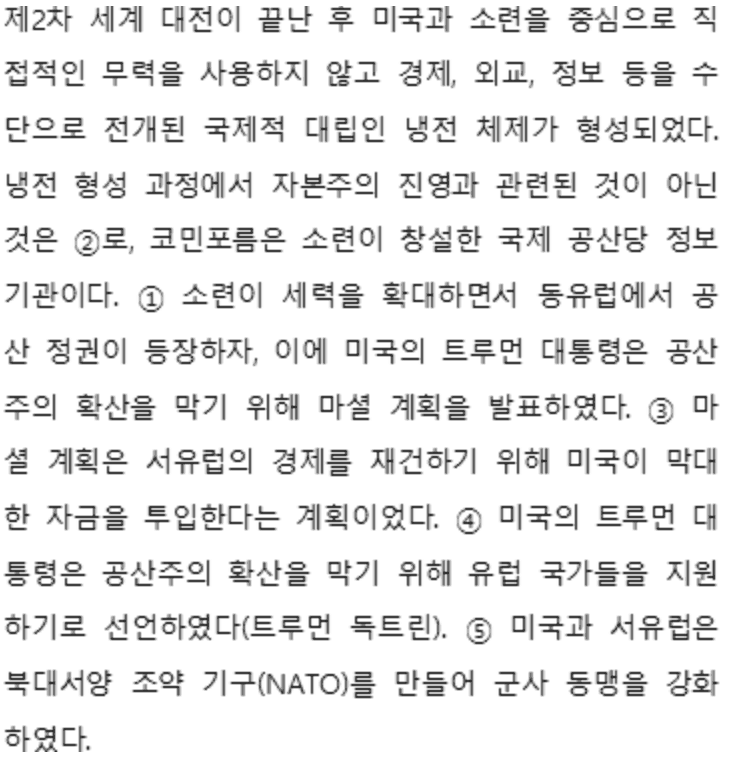 제2차 세계 대전이 끝난 후 미국과 소련을 중심으로 직
접적인 무력을 사용하지 않고 경제, 외교, 정보 등을 수
단으로 전개된 국제적 대립인 냉전 체제가 형성되었다.
냉전 형성 과정에서 자본주의 진영과 관련된 것이 아닌
것은 ②로, 코민포름은 소련이 창설한 국제 공산당 정보
기관이다. ① 소련이 세력을 확대하면서 동유럽에서 공
산 정권이 등장하자, 이에 미국의 트루먼 대통령은 공산
주의 확산을 막기 위해 마셜 계획을 발표하였다. ③ 마
셜 계획은 서유럽의 경제를 재건하기 위해 미국이 막대
한 자금을 투입한다는 계획이었다. ④ 미국의 트루먼 대
통령은 공산주의 확산을 막기 위해 유럽 국가들을 지원
하기로 선언하였다(트루먼 독트린). ⑤ 미국과 서유럽은
북대서양 조약 기구(NATO)를 만들어 군사 동맹을 강화
하였다.